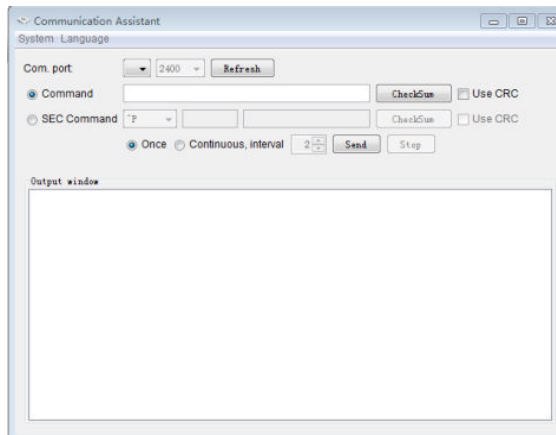 Communication Assistant
System Language
Com. port 2400 Refresh
Command CheckSum Use CRC
SEC Command ^P CheckSum Use CRC
Once Continuous, interval 2 Send Stop
Output window